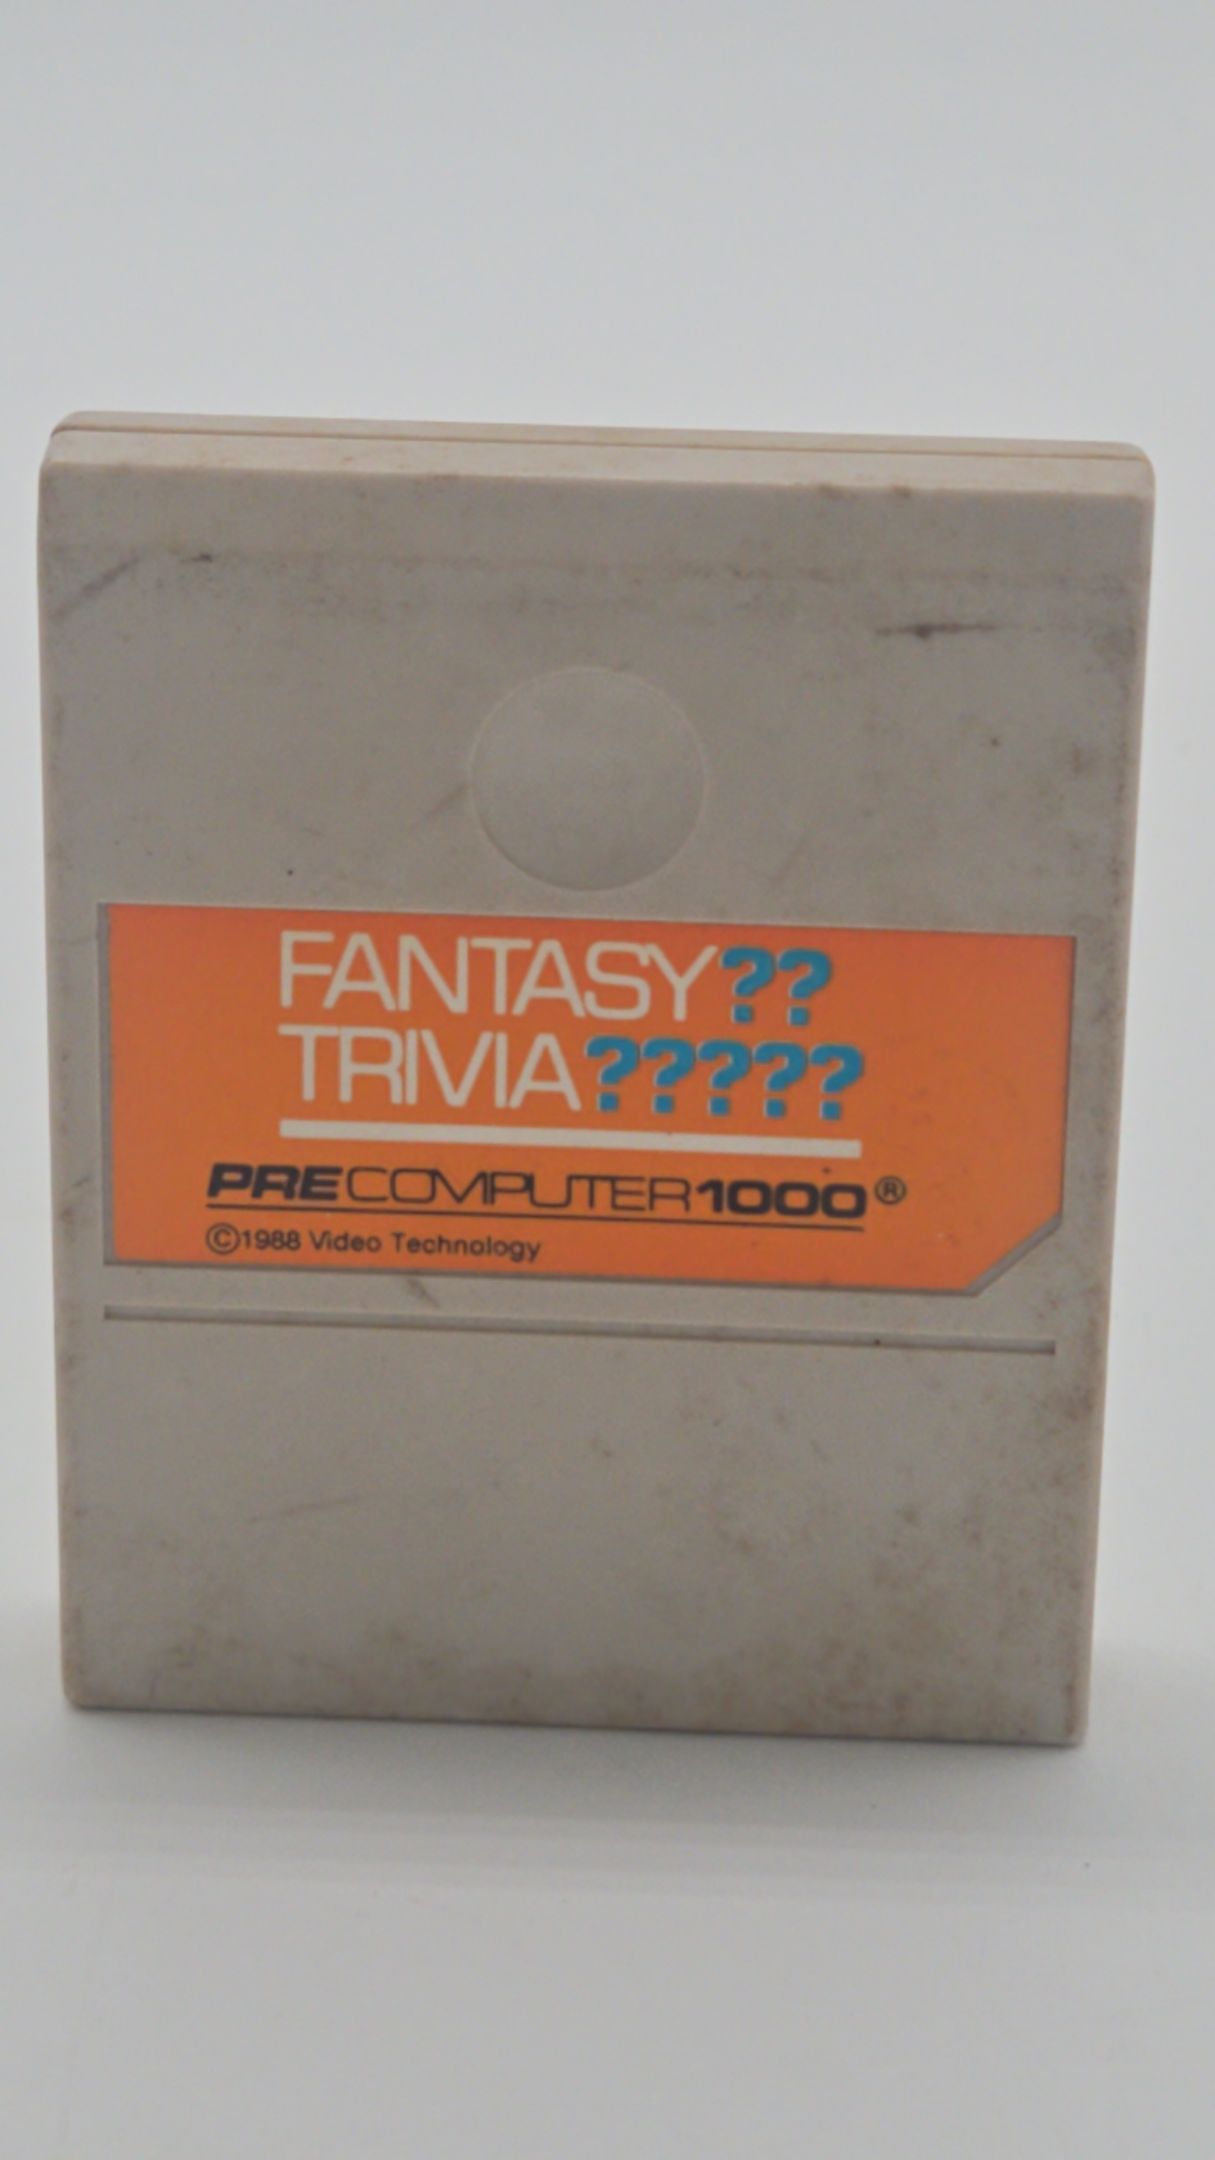 FANTASY??
TRIVIA?????
PRECOMPUTER1000®
©1988 Video Technology